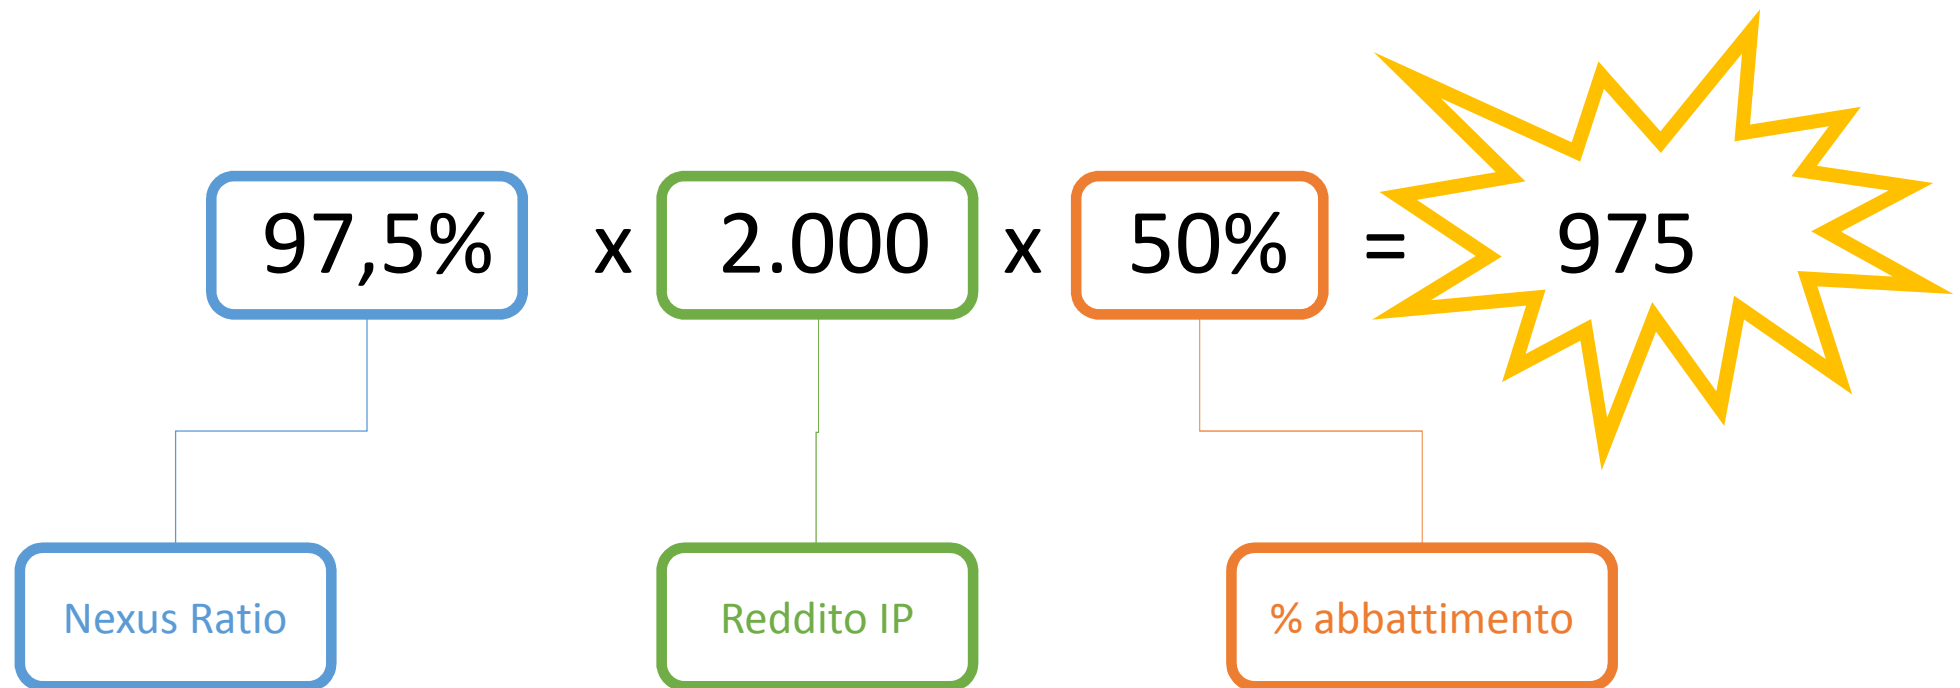 97,5% x 2.000 x 50% = 975
Nexus Ratio
Reddito IP
% abbattimento